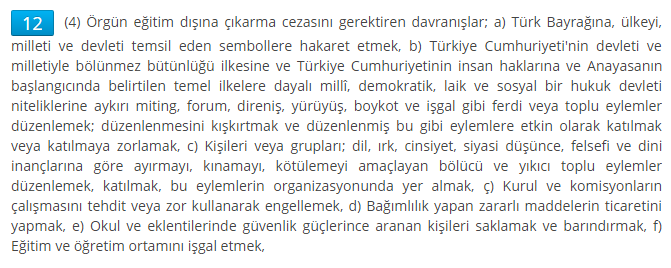 12 (4) Örgün eğitim dışına çıkarma cezasını gerektiren davranışlar; a) Türk Bayrağına, ülkeyi,
milleti ve devleti temsil eden sembollere hakaret etmek, b) Türkiye Cumhuriyeti'nin devleti ve
milletiyle bölünmez bütünlüğü ilkesine ve Türkiye Cumhuriyetinin insan haklarına ve Anayasanın
başlangıcında belirtilen temel ilkelere dayalı millî, demokratik, laik ve sosyal bir hukuk devleti
niteliklerine aykırı miting, forum, direniş, yürüyüş, boykot ve işgal gibi ferdi veya toplu eylemler
düzenlemek; düzenlenmesini kışkırtmak ve düzenlenmiş bu gibi eylemlere etkin olarak katılmak
veya katılmaya zorlamak, c) Kişileri veya grupları; dil, ırk, cinsiyet, siyasi düşünce, felsefi ve dini
inançlarına göre ayırmayı, kınamayı, kötülemeyi amaçlayan bölücü ve yıkıcı toplu eylemler
düzenlemek, katılmak, bu eylemlerin organizasyonunda yer almak, ç) Kurul ve komisyonların
çalışmasını tehdit veya zor kullanarak engellemek, d) Bağımlılık yapan zararlı maddelerin ticaretini
yapmak, e) Okul ve eklentilerinde güvenlik güçlerince aranan kişileri saklamak ve barındırmak, f)
Eğitim ve öğretim ortamını işgal etmek,